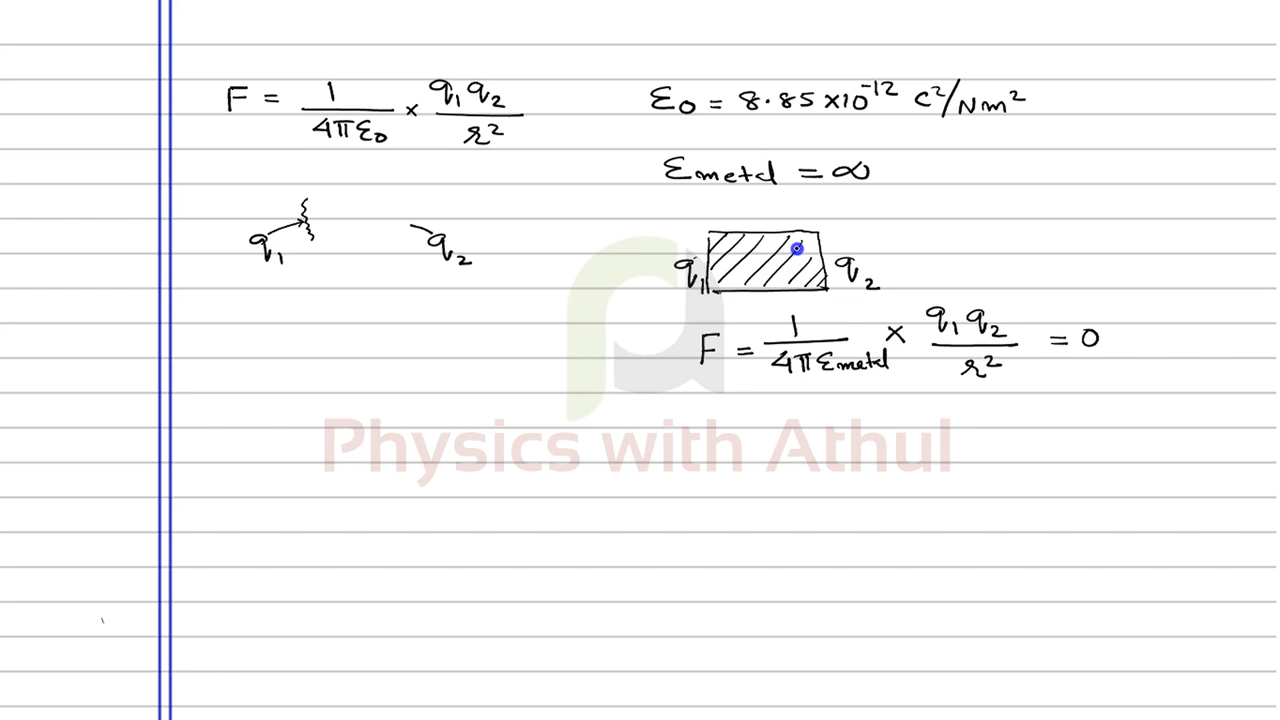 F = 1/4πε₀ × q₁q₂/r²
ε₀ = 8.85 × 10⁻¹² C²/Nm²
εmetal = ∞
q₁ q₂
q₁ q₂
F = 1/4πεmetal × q₁q₂/r² = 0
Physics with Athul